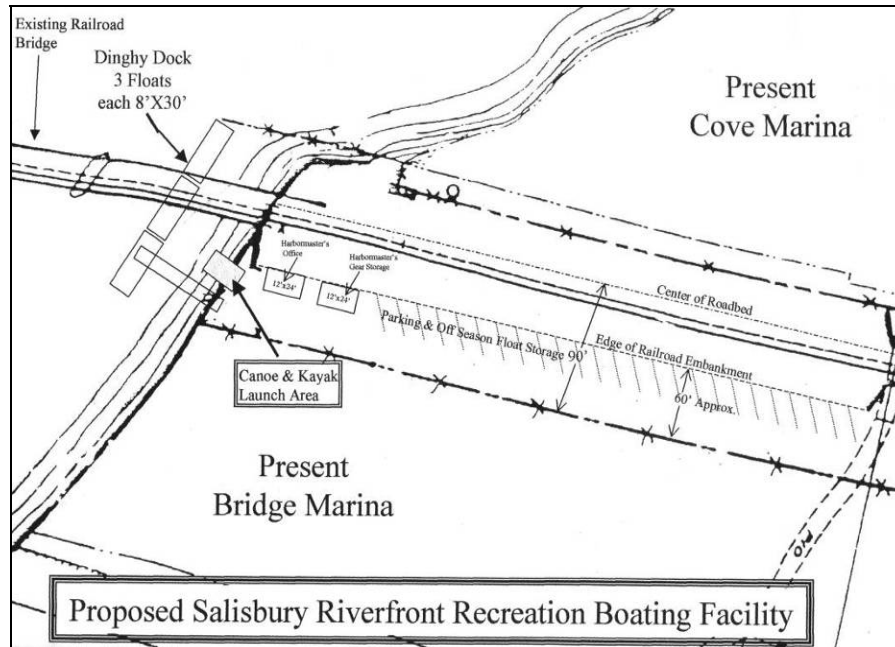 Existing Railroad
Bridge
Dinghy Dock
3 Floats
each 8'X30'
Present
Cove Marina
Harbormaster's
Office
Harbormaster's
Gear Storage
12'x24'
12'x24'
Center of Roadbed
Parking & Off Season Float Storage
90'
Edge of Railroad Embankment
60' Approx.
Canoe & Kayak
Launch Area
Present
Bridge Marina
Old
Proposed Salisbury Riverfront Recreation Boating Facility